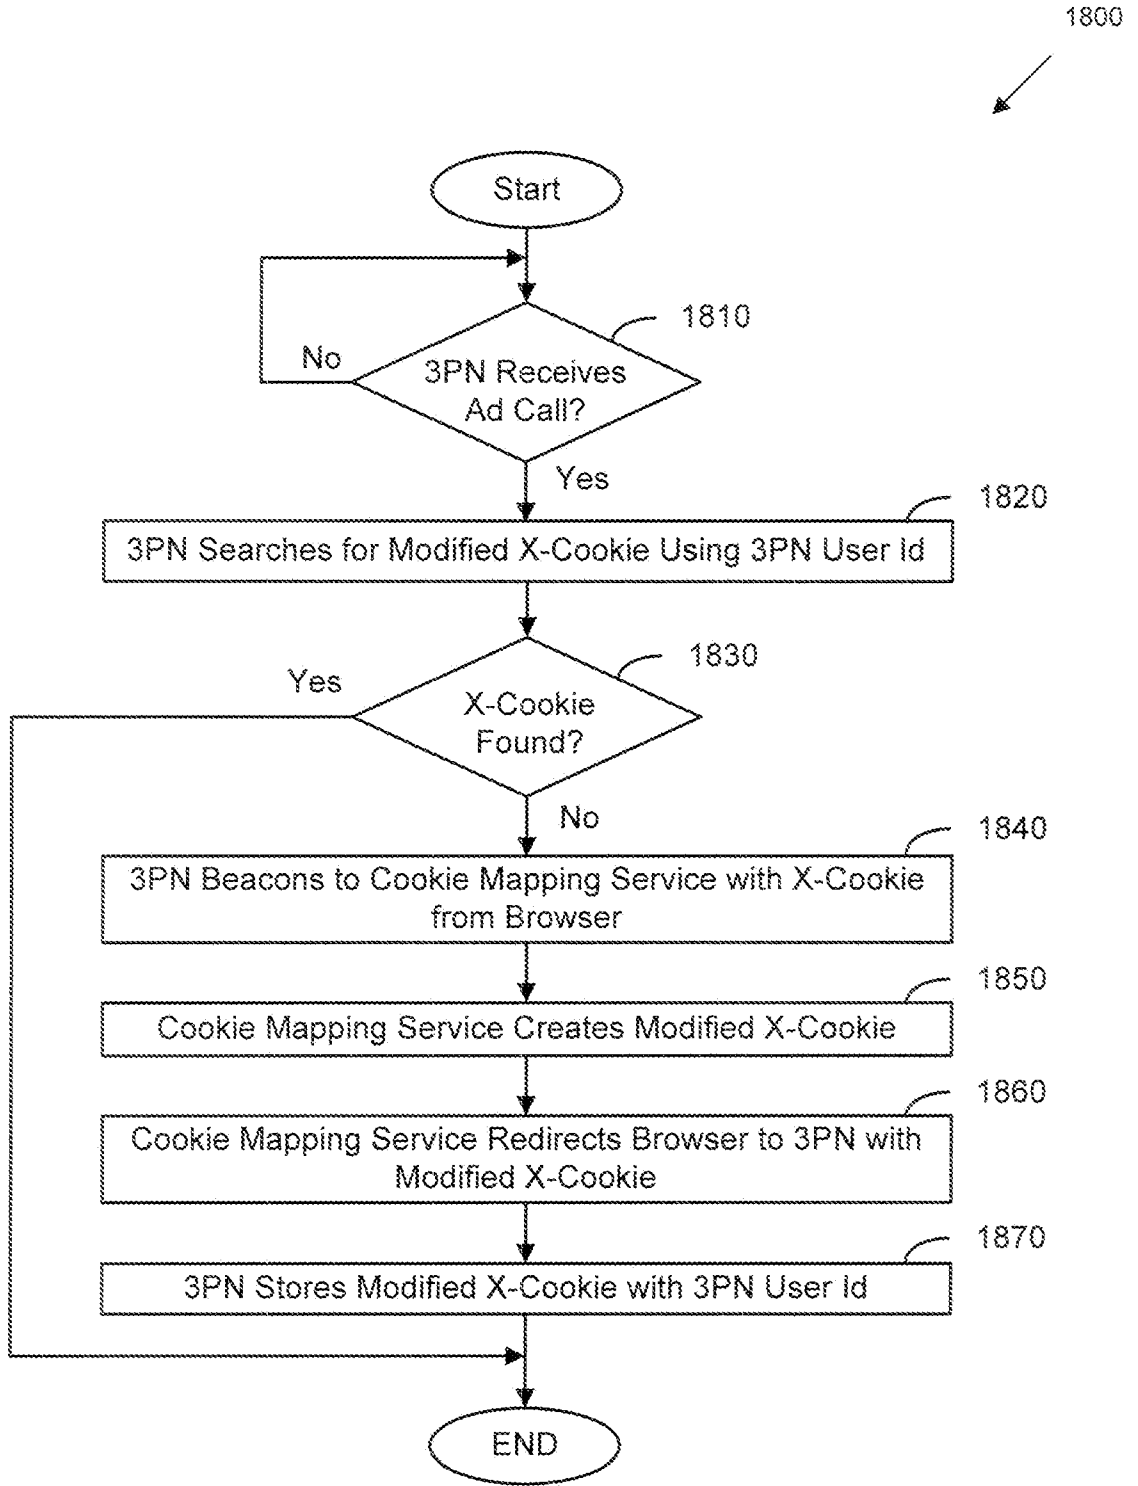 1800
Start
1810
No
3PN Receives
Ad Call?
Yes
1820
3PN Searches for Modified X-Cookie Using 3PN User Id
1830
Yes
X-Cookie
Found?
No
1840
3PN Beacons to Cookie Mapping Service with X-Cookie
from Browser
1850
Cookie Mapping Service Creates Modified X-Cookie
1860
Cookie Mapping Service Redirects Browser to 3PN with
Modified X-Cookie
1870
3PN Stores Modified X-Cookie with 3PN User Id
END